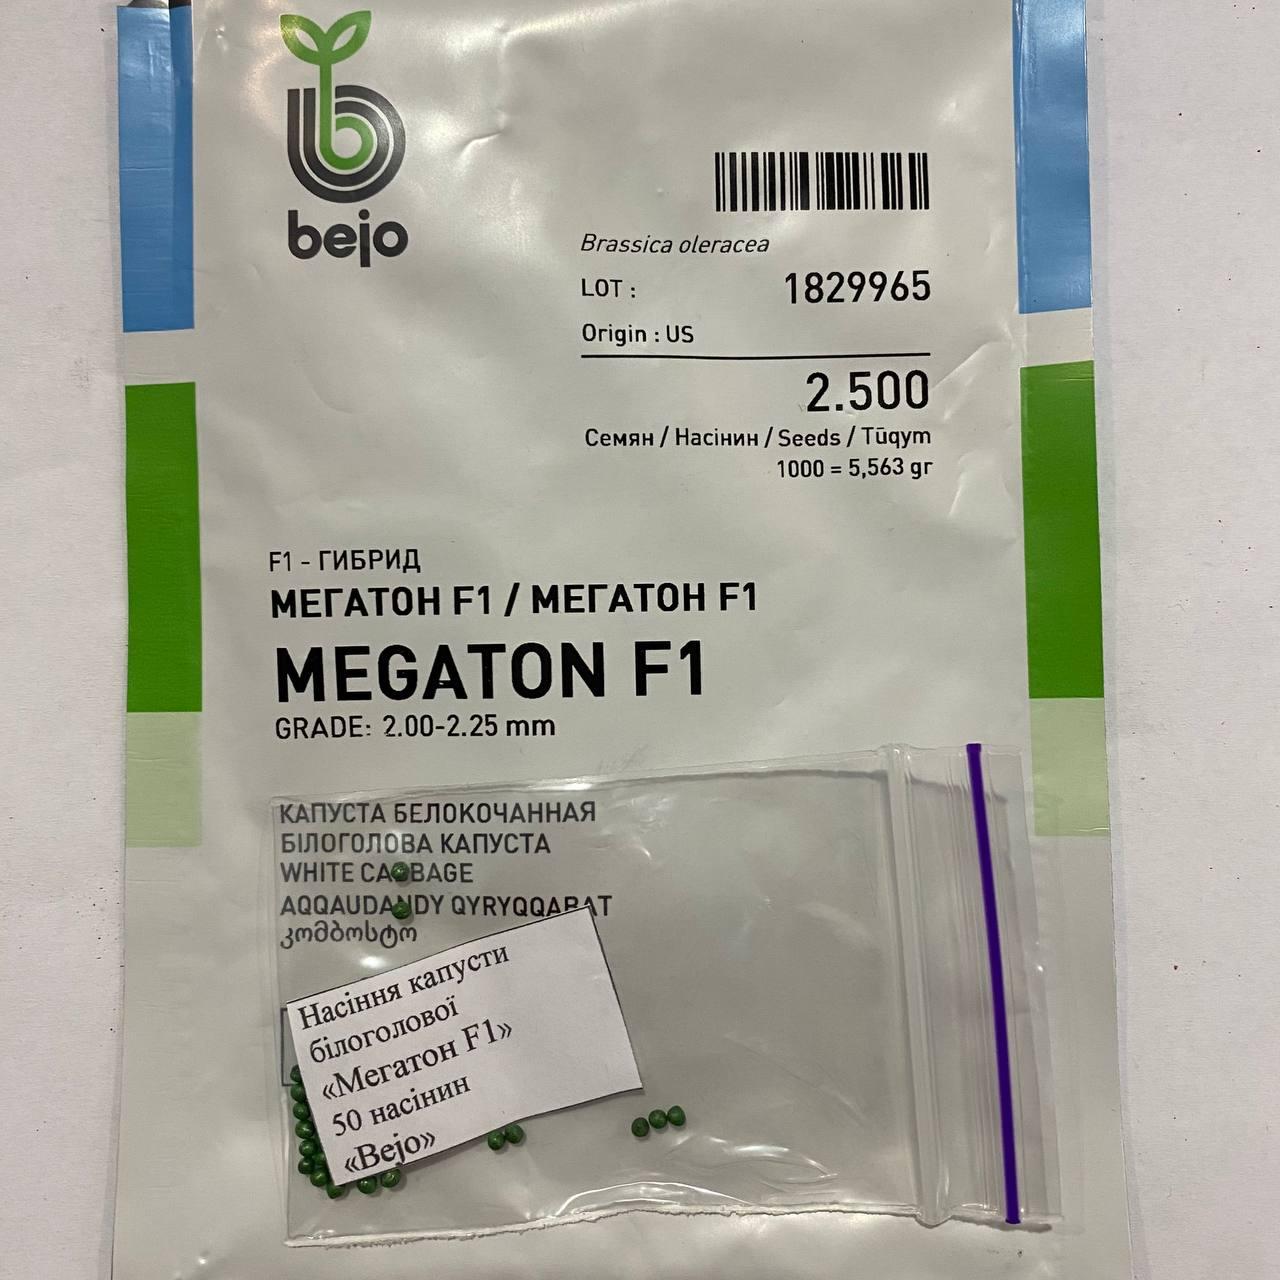 bejo
Brassica oleracea
LOT : 1829965
Origin : US
2.500
Семян / Насінин / Seeds / Tūqym
1000 = 5,563 gr
F1 - ГИБРИД
МЕГАТОН F1 / МЕГАТОН F1
MEGATON F1
GRADE: 2.00-2.25 mm
КАПУСТА БЕЛОКОЧАННАЯ
БІЛОГОЛОВА КАПУСТА
WHITE CABBAGE
AQQAUDANDY QYRYQQABAT
კომბოსტო
Насіння капусти
білоголової
«Мегатон F1»
50 насінин
«Bejo»